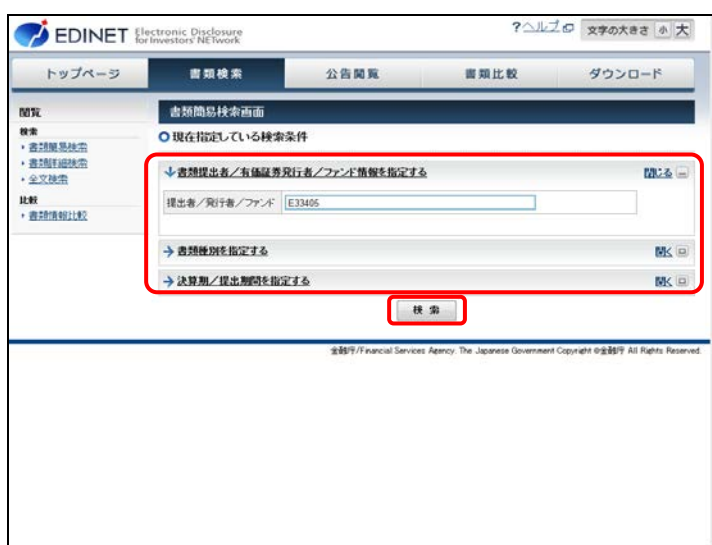 EDINET Electronic Disclosure for Investors' NETwork
?ヘルプ 文字の大きさ 小 大
トップページ 書類検索 公告閲覧 書類比較 ダウンロード
閲覧
検索
書類簡易検索
書類詳細検索
全文検索
比較
書類情報比較
書類簡易検索画面
現在指定している検索条件
書類提出者／有価証券発行者／ファンド情報を指定する 閉じる
提出者／発行者／ファンド E33405
書類種別を指定する 開く
決算期／提出期間を指定する 開く
検 索
金融庁/Financial Services Agency. The Japanese Government Copyright ©金融庁 All Rights Reserved.